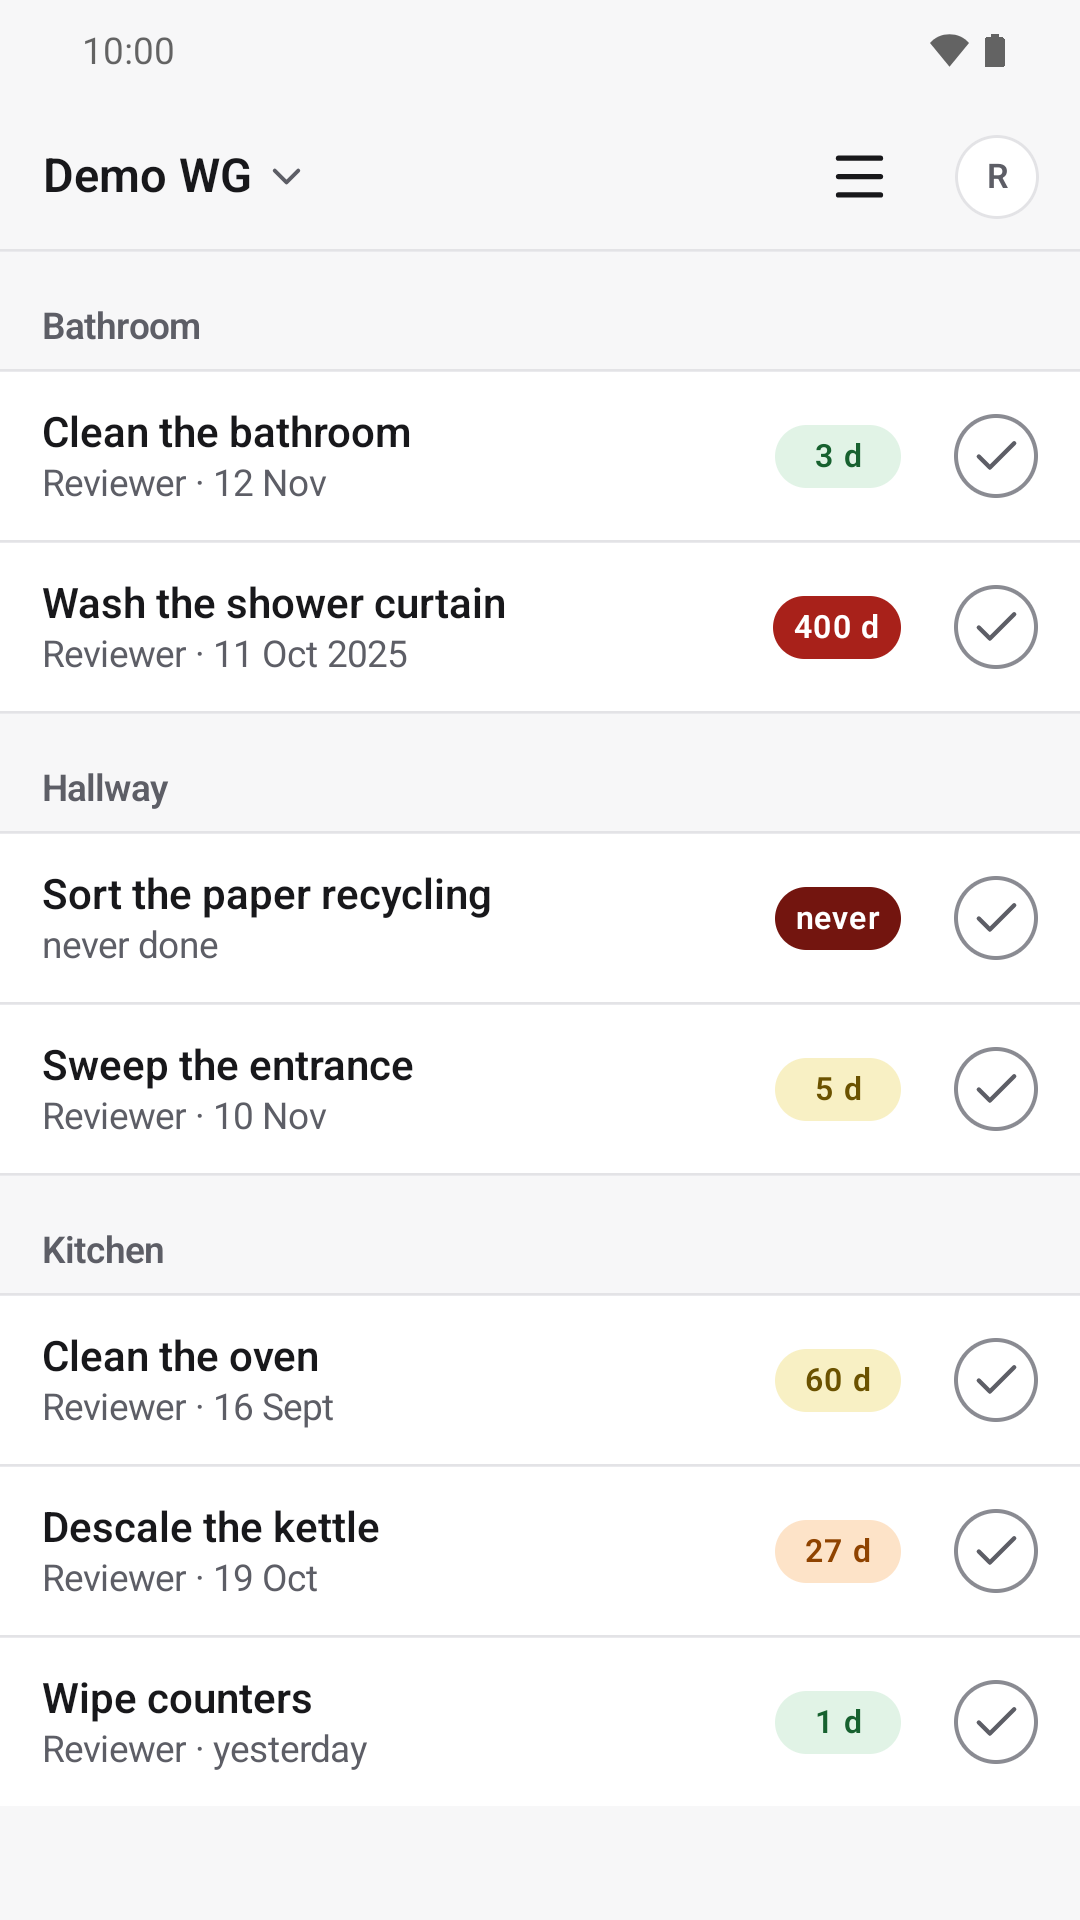 10:00
Demo WG
R
Bathroom
Clean the bathroom
Reviewer · 12 Nov
3 d
Wash the shower curtain
Reviewer · 11 Oct 2025
400 d
Hallway
Sort the paper recycling
never done
never
Sweep the entrance
Reviewer · 10 Nov
5 d
Kitchen
Clean the oven
Reviewer · 16 Sept
60 d
Descale the kettle
Reviewer · 19 Oct
27 d
Wipe counters
Reviewer · yesterday
1 d